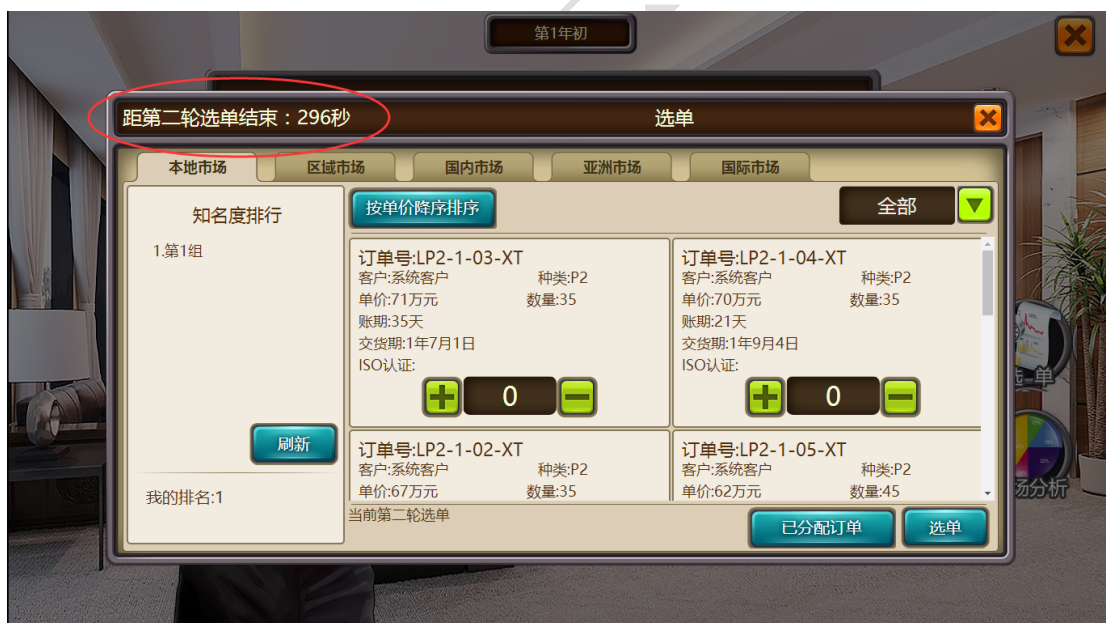 第1年初
距第二轮选单结束：296秒
选单
本地市场 区域市场 国内市场 亚洲市场 国际市场
知名度排行
1.第1组
刷新
我的排名:1
按单价降序排序
全部
订单号:LP2-1-03-XT
客户:系统客户 种类:P2
单价:71万元 数量:35
账期:35天
交货期:1年7月1日
ISO认证:
0
订单号:LP2-1-04-XT
客户:系统客户 种类:P2
单价:70万元 数量:35
账期:21天
交货期:1年9月4日
ISO认证:
0
订单号:LP2-1-02-XT
客户:系统客户 种类:P2
单价:67万元 数量:35
订单号:LP2-1-05-XT
客户:系统客户 种类:P2
单价:62万元 数量:45
当前第二轮选单
已分配订单
选单
单
场分析